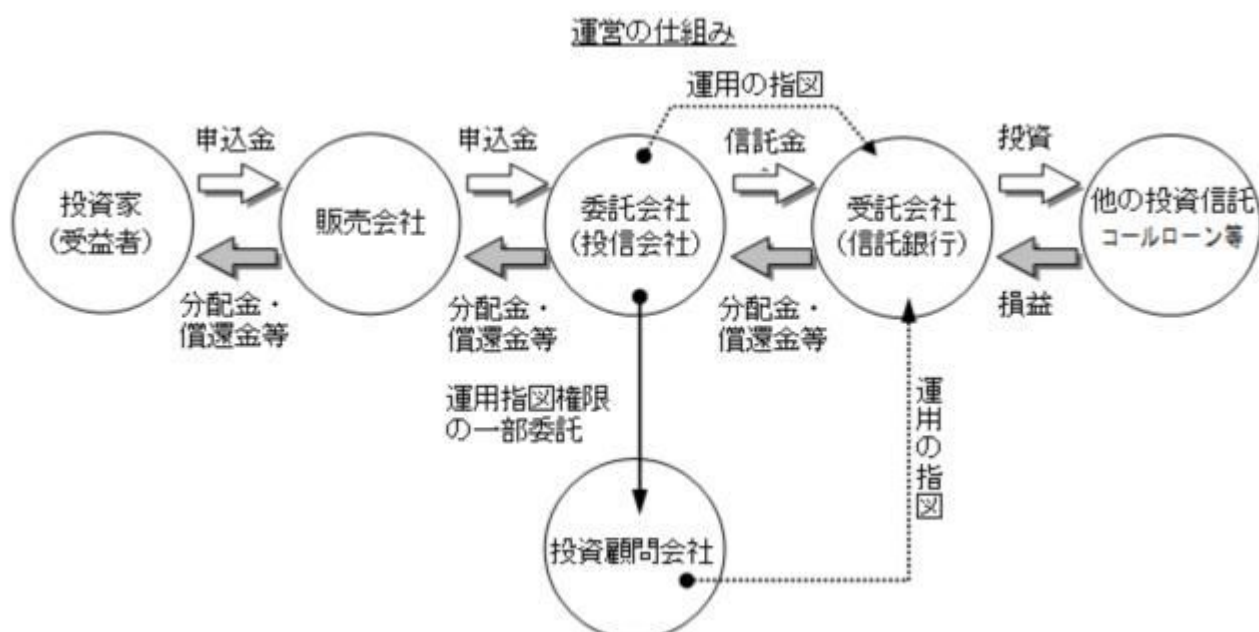 運営の仕組み
運用の指図
申込金
申込金
信託金
投資
投資家
(受益者)
販売会社
委託会社
(投信会社)
受託会社
(信託銀行)
他の投資信託
コールローン等
分配金・
償還金等
分配金・
償還金等
分配金・
償還金等
損益
運用指図権限
の一部委託
運用の指図
投資顧問会社